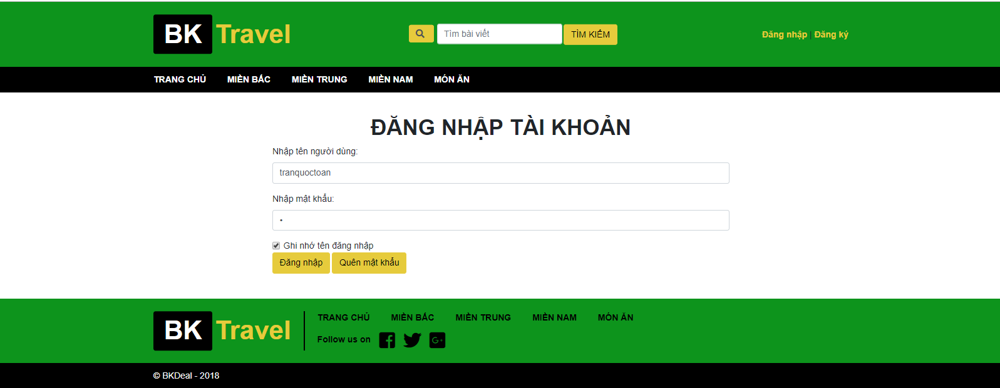 BK Travel
Tìm bài viết
TÌM KIẾM
Đăng nhập | Đăng ký
TRANG CHỦ MIỀN BẮC MIỀN TRUNG MIỀN NAM MÓN ĂN
ĐĂNG NHẬP TÀI KHOẢN
Nhập tên người dùng:
tranquoctoan
Nhập mật khẩu:
•
Ghi nhớ tên đăng nhập
Đăng nhập Quên mật khẩu
BK Travel
TRANG CHỦ MIỀN BẮC MIỀN TRUNG MIỀN NAM MÓN ĂN
Follow us on
G+
© BKDeal - 2018